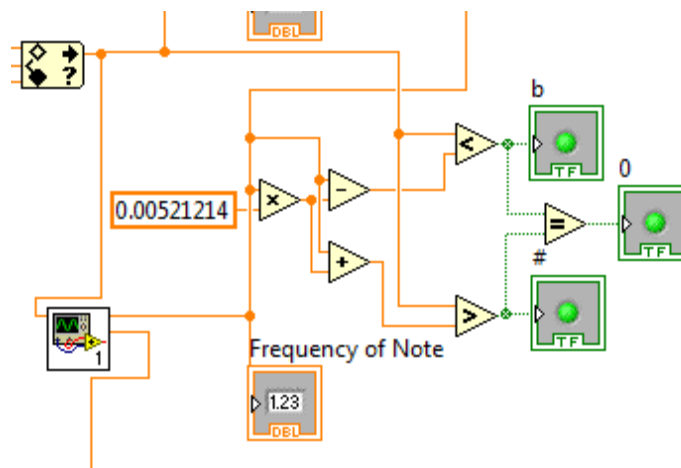 DBL
?
b
<
TF
0
0.00521214
×
-
=
TF
+
#
>
TF
1
Frequency of Note
1.23
DBL